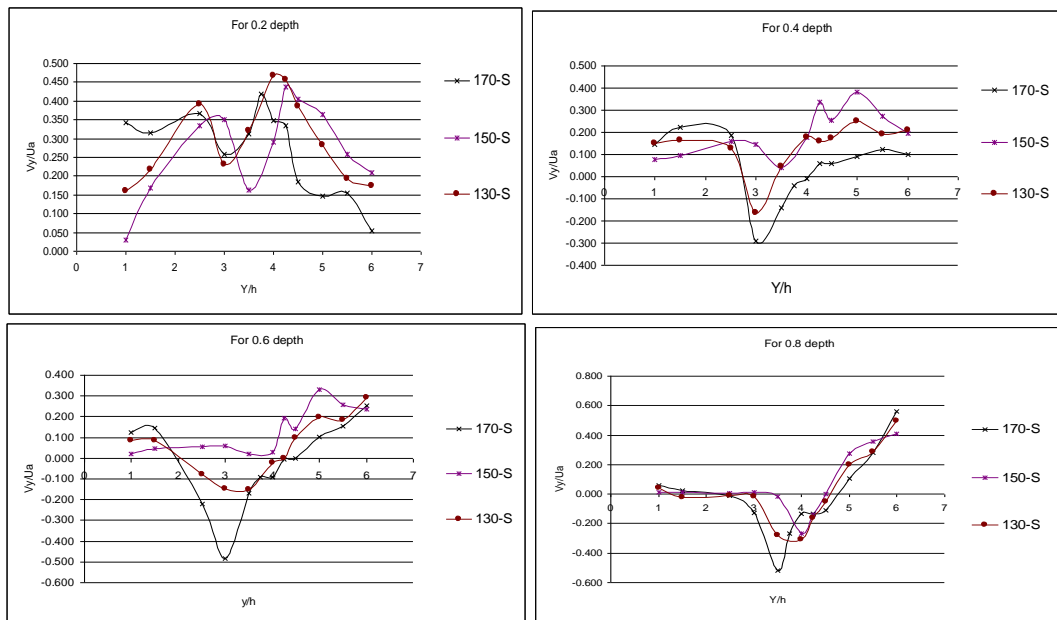 For 0.2 depth
0.500
0.450
0.400
0.350
0.300
0.250
0.200
0.150
0.100
0.050
0.000
Vy/Ua
0 1 2 3 4 5 6 7
Y/h
170-S
150-S
130-S
For 0.4 depth
0.500
0.400
0.300
0.200
0.100
0.000
-0.100
-0.200
-0.300
-0.400
Vy/Ua
0 1 2 3 4 5 6 7
Y/h
170-S
150-S
130-S
For 0.6 depth
0.400
0.300
0.200
0.100
0.000
-0.100
-0.200
-0.300
-0.400
-0.500
-0.600
Vy/Ua
0 1 2 3 4 5 6 7
y/h
170-S
150-S
130-S
For 0.8 depth
0.800
0.600
0.400
0.200
0.000
-0.200
-0.400
-0.600
Vy/Ua
0 1 2 3 4 5 6 7
Y/h
170-S
150-S
130-S